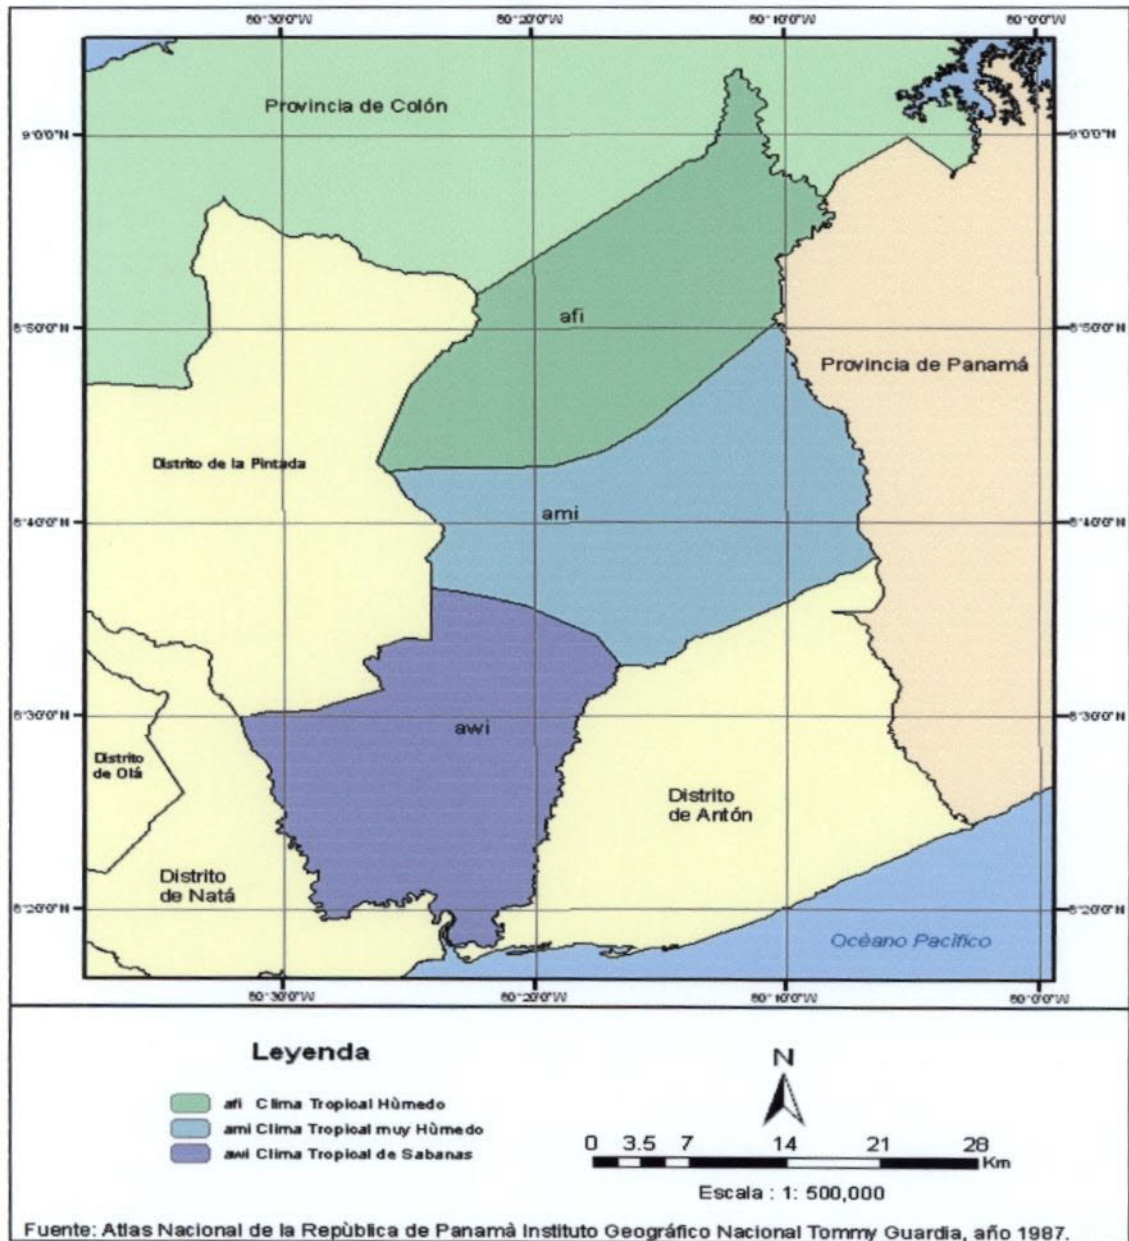 80°30'0"W 80°20'0"W 80°10'0"W 80°0'0"W
Provincia de Colón
9°0'0"N 9°0'0"N
afi
8°50'0"N 8°50'0"N
Provincia de Panamá
Distrito de la Pintada
ami
8°40'0"N 8°40'0"N
8°30'0"N 8°30'0"N
awi
Distrito
de Olá
Distrito
de Antón
Distrito
de Natá
8°20'0"N 8°20'0"N
Océano Pacífico
80°30'0"W 80°20'0"W 80°10'0"W 80°0'0"W
Leyenda
afi Clima Tropical Hùmedo
ami Clima Tropical muy Hùmedo
awi Clima Tropical de Sabanas
N
0 3.5 7 14 21 28
Km
Escala : 1: 500,000
Fuente: Atlas Nacional de la Repùblica de Panamà Instituto Geográfico Nacional Tommy Guardia, año 1987.